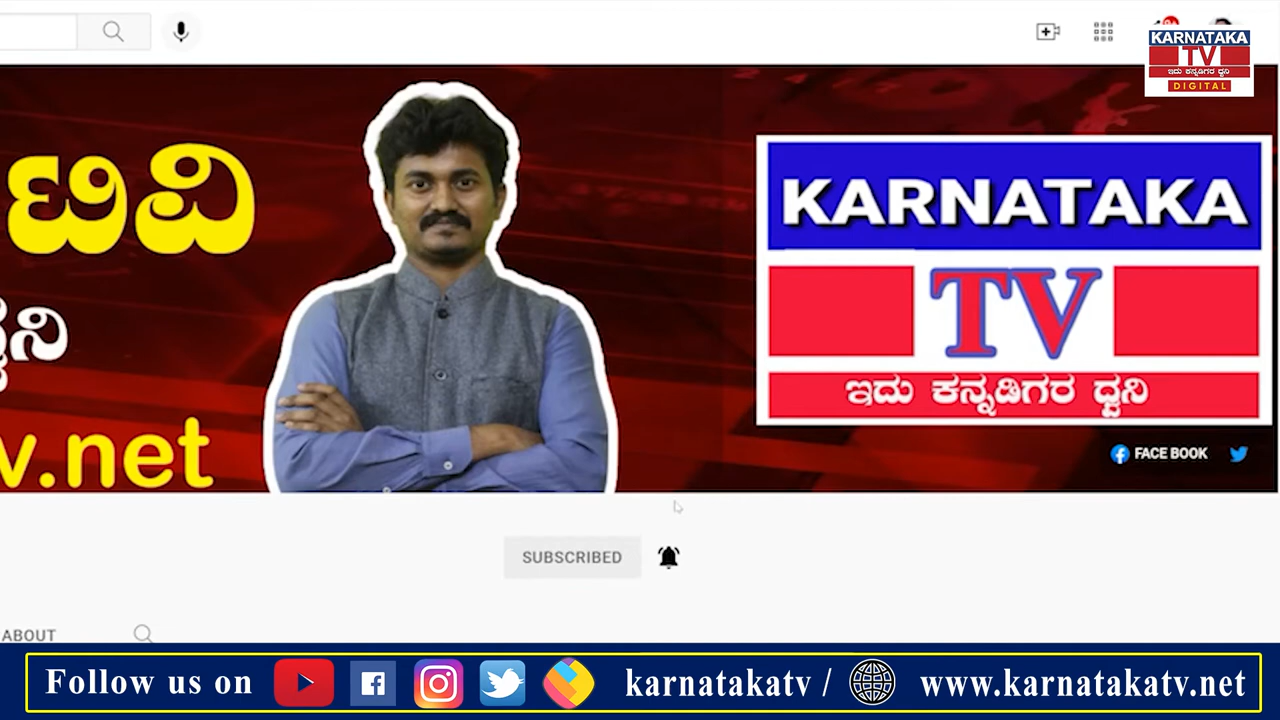 KARNATAKA
TV
ಇದು ಕನ್ನಡಿಗರ ಧ್ವನಿ
DIGITAL
ಟಿವಿ
v.net
KARNATAKA
TV
ಇದು ಕನ್ನಡಿಗರ ಧ್ವನಿ
FACE BOOK
SUBSCRIBED
ABOUT
Follow us on karnatakatv / www.karnatakatv.net